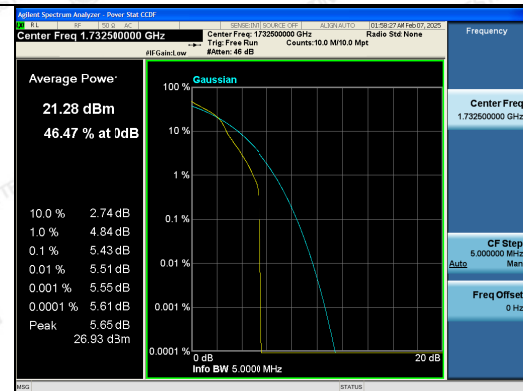 Agilent Spectrum Analyzer - Power Stat CCDF
RL RF 50 Ω AC SENSE:INT SOURCE OFF ALIGN AUTO 01:58:27 AM Feb 07, 2025
Center Freq 1.732500000 GHz
Center Freq: 1.732500000 GHz Radio Std: None
Trig: Free Run Counts:10.0 M/10.0 Mpt
#IFGain:Low #Atten: 46 dB
Frequency
Average Power
21.28 dBm
46.47 % at 0dB
10.0 % 2.74 dB
1.0 % 4.84 dB
0.1 % 5.43 dB
0.01 % 5.51 dB
0.001 % 5.55 dB
0.0001 % 5.61 dB
Peak 5.65 dB
26.93 dBm
100 %
Gaussian
10 %
1 %
0.1 %
0.01 %
0.001 %
0.0001 %
0 dB 20 dB
Info BW 5.0000 MHz
Center Freq
1.732500000 GHz
CF Step
5.000000 MHz
Auto Man
Freq Offset
0 Hz
MSG STATUS